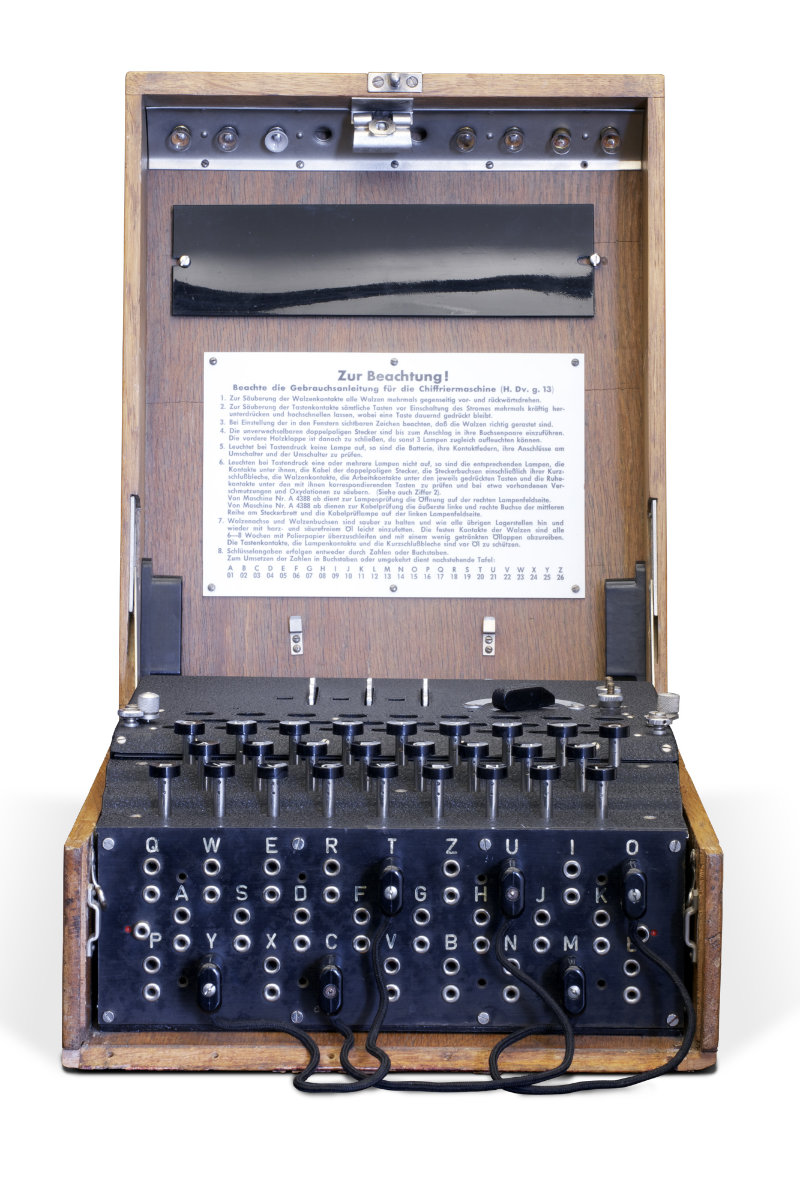 Zur Beachtung!
Beachte die Gebrauchsanleitung für die Chiffriermaschine (H. Dv. g. 13)
1. Zur Säuberung der Walzenkontakte alle Walzen mehrmals gegenseitig vor- und rückwärtsdrehen.
2. Zur Säuberung der Tastenkontakte sämtliche Tasten vor Einschaltung des Stromes mehrmals kräftig her-
unterdrücken und hochschnellen lassen, wobei eine Taste dauernd gedrückt bleibt.
3. Bei Einstellung der in den Fenstern sichtbaren Zeichen beachten, daß die Walzen richtig gerastet sind.
4. Die unverwechselbaren doppelpoligen Stecker sind bis zum Anschlag in ihre Buchsenpaare einzuführen.
Die vordere Holzklappe ist danach zu schließen, da sonst 3 Lampen zugleich aufleuchten können.
5. Leuchtet bei Tastendruck keine Lampe auf, so sind die Batterie, ihre Kontaktfedern, ihre Anschlüsse am
Umschalter und der Umschalter zu prüfen.
6. Leuchten bei Tastendruck eine oder mehrere Lampen nicht auf, so sind die entsprechenden Lampen, die
Kontakte unter ihnen, die Kabel der doppelpoligen Stecker, die Steckerbuchsen einschließlich ihrer Kurz-
schlußbleche, die Walzenkontakte, die Arbeitskontakte unter den jeweils gedrückten Tasten und die Ruhe-
kontakte unter den mit ihnen korrespondierenden Tasten zu prüfen und bei etwa vorhandenen Ver-
schmutzungen und Oxydationen zu säubern. (Siehe auch Ziffer 2).
Von Maschine Nr. A 4388 ab dient zur Lampenprüfung die Öffnung auf der rechten Lampenfeldseite.
Von Maschine Nr. A 4388 ab dienen zur Kabelprüfung die äußerste linke und rechte Buchse der mittleren
Reihe am Steckerbrett und die Kabelprüflampe auf der linken Lampenfeldseite.
7. Walzenachse und Walzenbuchsen sind sauber zu halten und wie alle übrigen Lagerstellen hin und
wieder mit harz- und säurefreiem Öl leicht einzufetten. Die festen Kontakte der Walzen sind alle
6—8 Wochen mit Polierpapier überzuschleifen und mit einem wenig getränkten Öllappen abzureiben.
Die Tastenkontakte, die Lampenkontakte und die Kurzschlußbleche sind vor Öl zu schützen.
8. Schlüsselangaben erfolgen entweder durch Zahlen oder Buchstaben.
Zum Umsetzen der Zahlen in Buchstaben oder umgekehrt dient nachstehende Tafel:
A B C D E F G H I J K L M N O P Q R S T U V W X Y Z
01 02 03 04 05 06 07 08 09 10 11 12 13 14 15 16 17 18 19 20 21 22 23 24 25 26
Q W E R T Z U I O
A S D F G H J K
P Y X C V B N M L